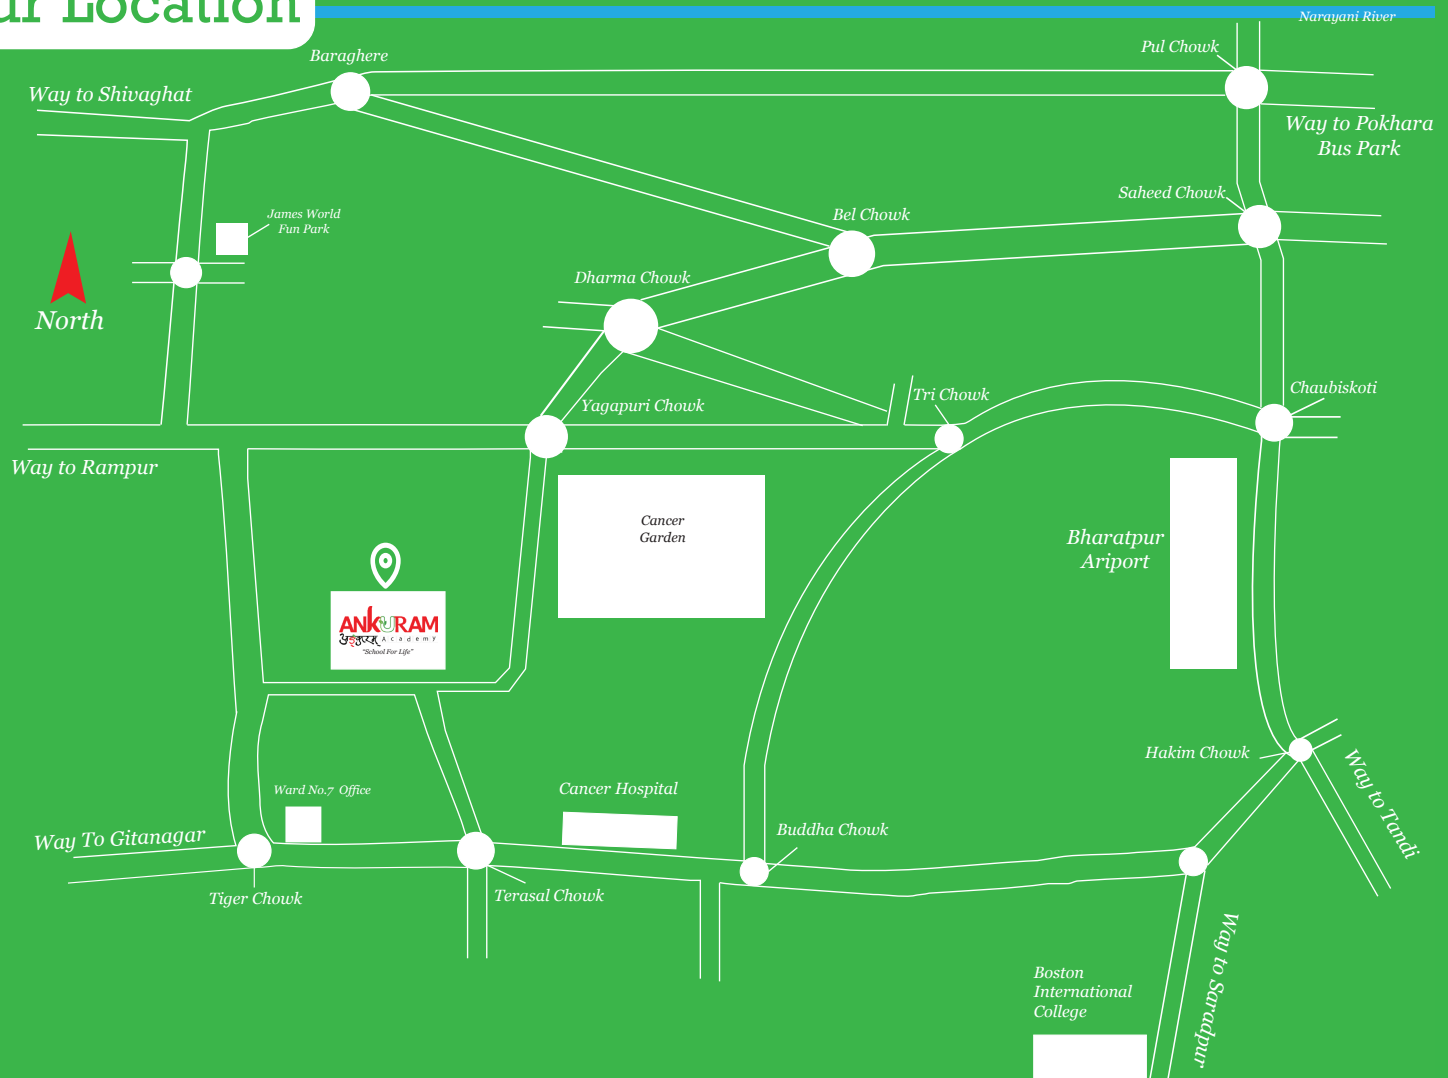 ur Location
Narayani River
Pul Chowk
Baraghere
Way to Shivaghat
Way to Pokhara
Bus Park
Saheed Chowk
James World
Fun Park
Bel Chowk
Dharma Chowk
North
Chaubiskoti
Tri Chowk
Yagapuri Chowk
Way to Rampur
Cancer
Garden
Bharatpur
Ariport
ANKURAM
अङ्कुरम् Academy
"School For Life"
Hakim Chowk
Way to Tandi
Ward No.7 Office
Cancer Hospital
Buddha Chowk
Way To Gitanagar
Tiger Chowk
Terasal Chowk
Way to Saradpur
Boston
International
College